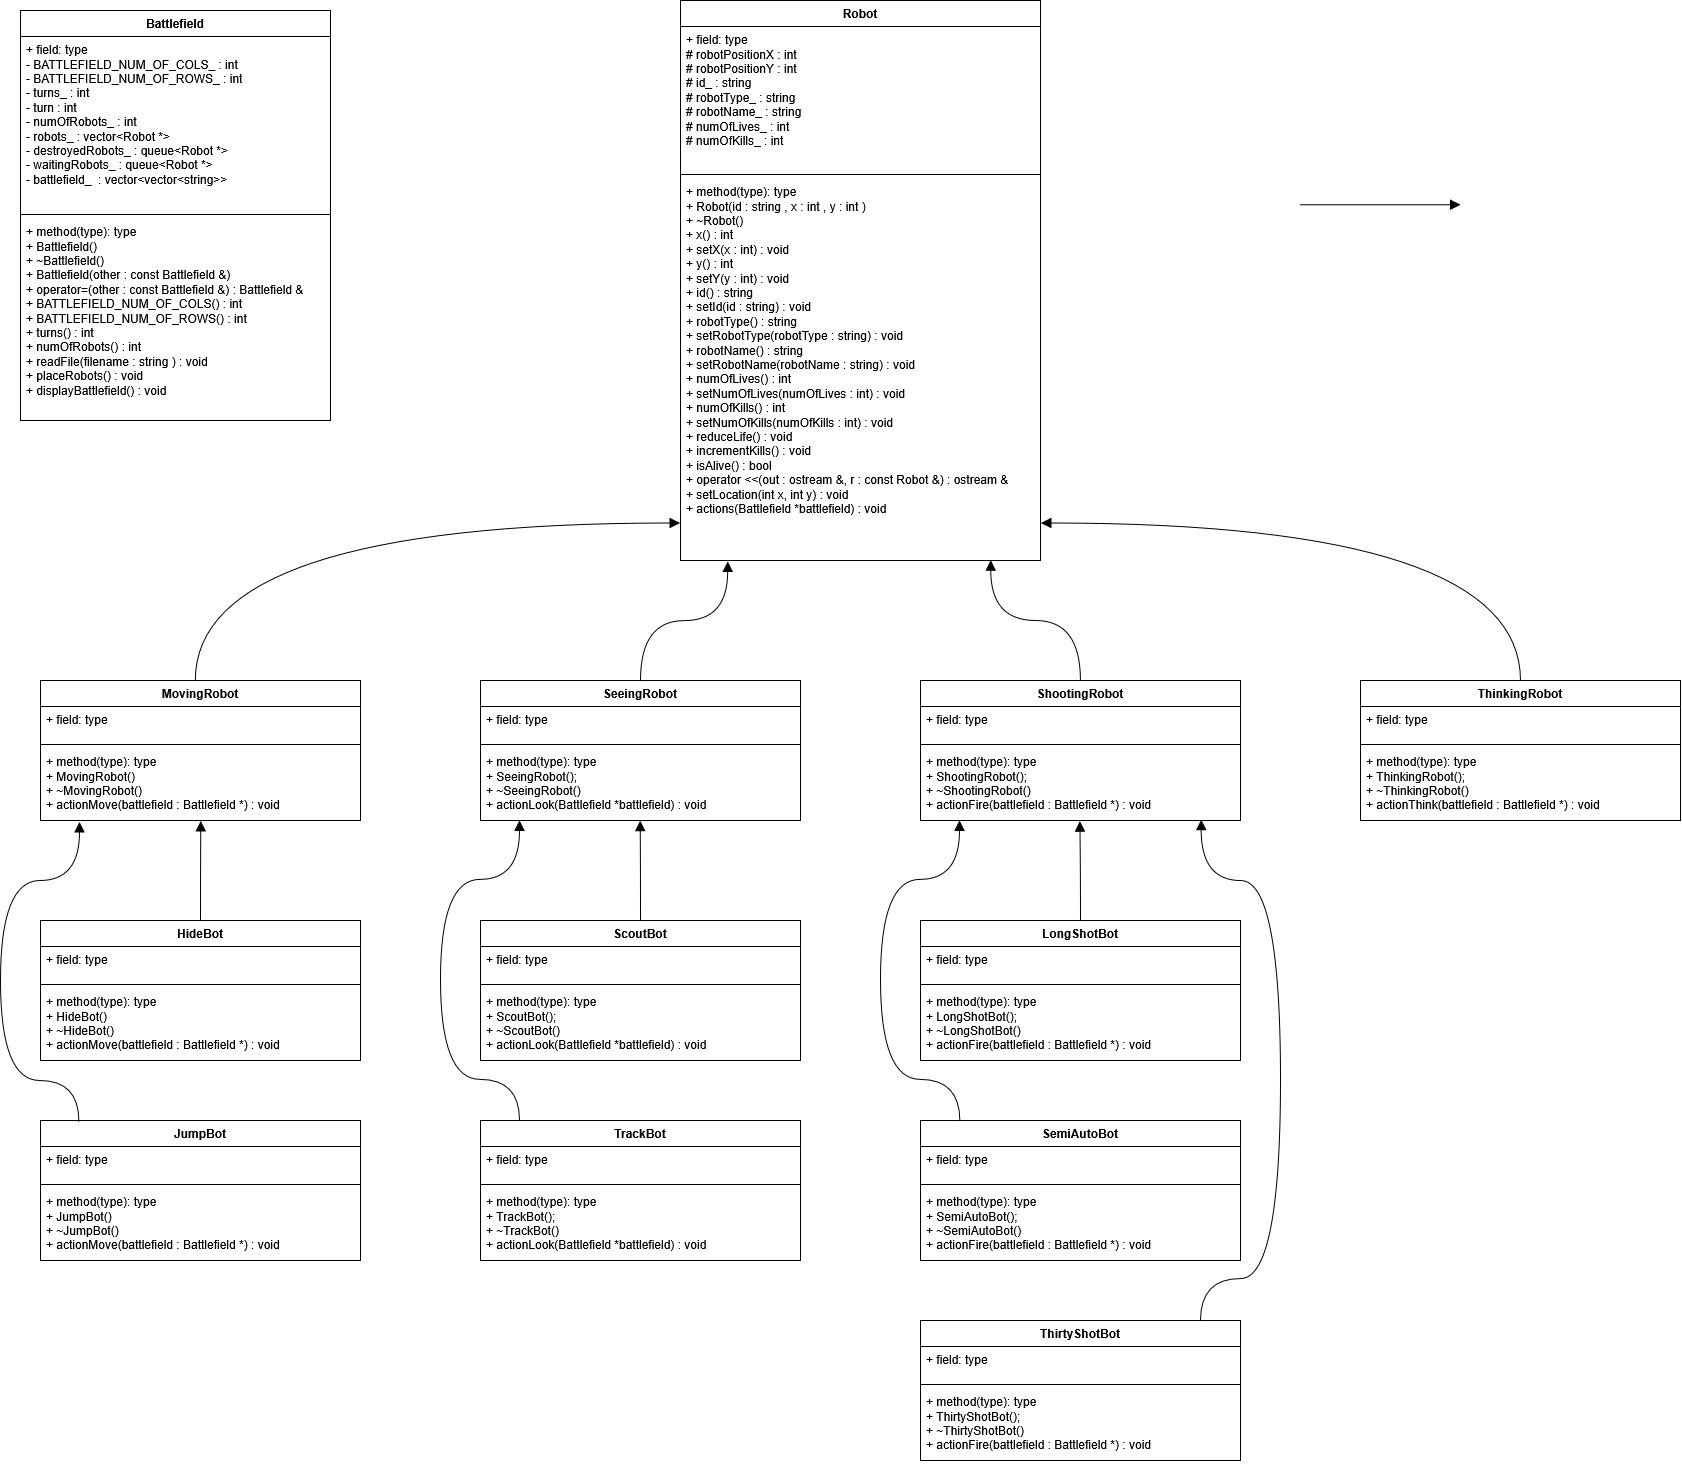 Battlefield
+ field: type
- BATTLEFIELD_NUM_OF_COLS_ : int
- BATTLEFIELD_NUM_OF_ROWS_ : int
- turns_ : int
- turn : int
- numOfRobots_ : int
- robots_ : vector<Robot *>
- destroyedRobots_ : queue<Robot *>
- waitingRobots_ : queue<Robot *>
- battlefield_  : vector<vector<string>>
+ method(type): type
+ Battlefield()
+ ~Battlefield()
+ Battlefield(other : const Battlefield &)
+ operator=(other : const Battlefield &) : Battlefield &
+ BATTLEFIELD_NUM_OF_COLS() : int
+ BATTLEFIELD_NUM_OF_ROWS() : int
+ turns() : int
+ numOfRobots() : int
+ readFile(filename : string ) : void
+ placeRobots() : void
+ displayBattlefield() : void
Robot
+ field: type
# robotPositionX : int
# robotPositionY : int
# id_ : string
# robotType_ : string
# robotName_ : string
# numOfLives_ : int
# numOfKills_ : int
+ method(type): type
+ Robot(id : string , x : int , y : int )
+ ~Robot()
+ x() : int
+ setX(x : int) : void
+ y() : int
+ setY(y : int) : void
+ id() : string
+ setId(id : string) : void
+ robotType() : string
+ setRobotType(robotType : string) : void
+ robotName() : string
+ setRobotName(robotName : string) : void
+ numOfLives() : int
+ setNumOfLives(numOfLives : int) : void
+ numOfKills() : int
+ setNumOfKills(numOfKills : int) : void
+ reduceLife() : void
+ incrementKills() : void
+ isAlive() : bool
+ operator <<(out : ostream &, r : const Robot &) : ostream &
+ setLocation(int x, int y) : void
+ actions(Battlefield *battlefield) : void
MovingRobot
+ field: type
+ method(type): type
+ MovingRobot()
+ ~MovingRobot()
+ actionMove(battlefield : Battlefield *) : void
SeeingRobot
+ field: type
+ method(type): type
+ SeeingRobot();
+ ~SeeingRobot()
+ actionLook(Battlefield *battlefield) : void
ShootingRobot
+ field: type
+ method(type): type
+ ShootingRobot();
+ ~ShootingRobot()
+ actionFire(battlefield : Battlefield *) : void
ThinkingRobot
+ field: type
+ method(type): type
+ ThinkingRobot();
+ ~ThinkingRobot()
+ actionThink(battlefield : Battlefield *) : void
HideBot
+ field: type
+ method(type): type
+ HideBot()
+ ~HideBot()
+ actionMove(battlefield : Battlefield *) : void
ScoutBot
+ field: type
+ method(type): type
+ ScoutBot();
+ ~ScoutBot()
+ actionLook(Battlefield *battlefield) : void
LongShotBot
+ field: type
+ method(type): type
+ LongShotBot();
+ ~LongShotBot()
+ actionFire(battlefield : Battlefield *) : void
JumpBot
+ field: type
+ method(type): type
+ JumpBot()
+ ~JumpBot()
+ actionMove(battlefield : Battlefield *) : void
TrackBot
+ field: type
+ method(type): type
+ TrackBot();
+ ~TrackBot()
+ actionLook(Battlefield *battlefield) : void
SemiAutoBot
+ field: type
+ method(type): type
+ SemiAutoBot();
+ ~SemiAutoBot()
+ actionFire(battlefield : Battlefield *) : void
ThirtyShotBot
+ field: type
+ method(type): type
+ ThirtyShotBot();
+ ~ThirtyShotBot()
+ actionFire(battlefield : Battlefield *) : void